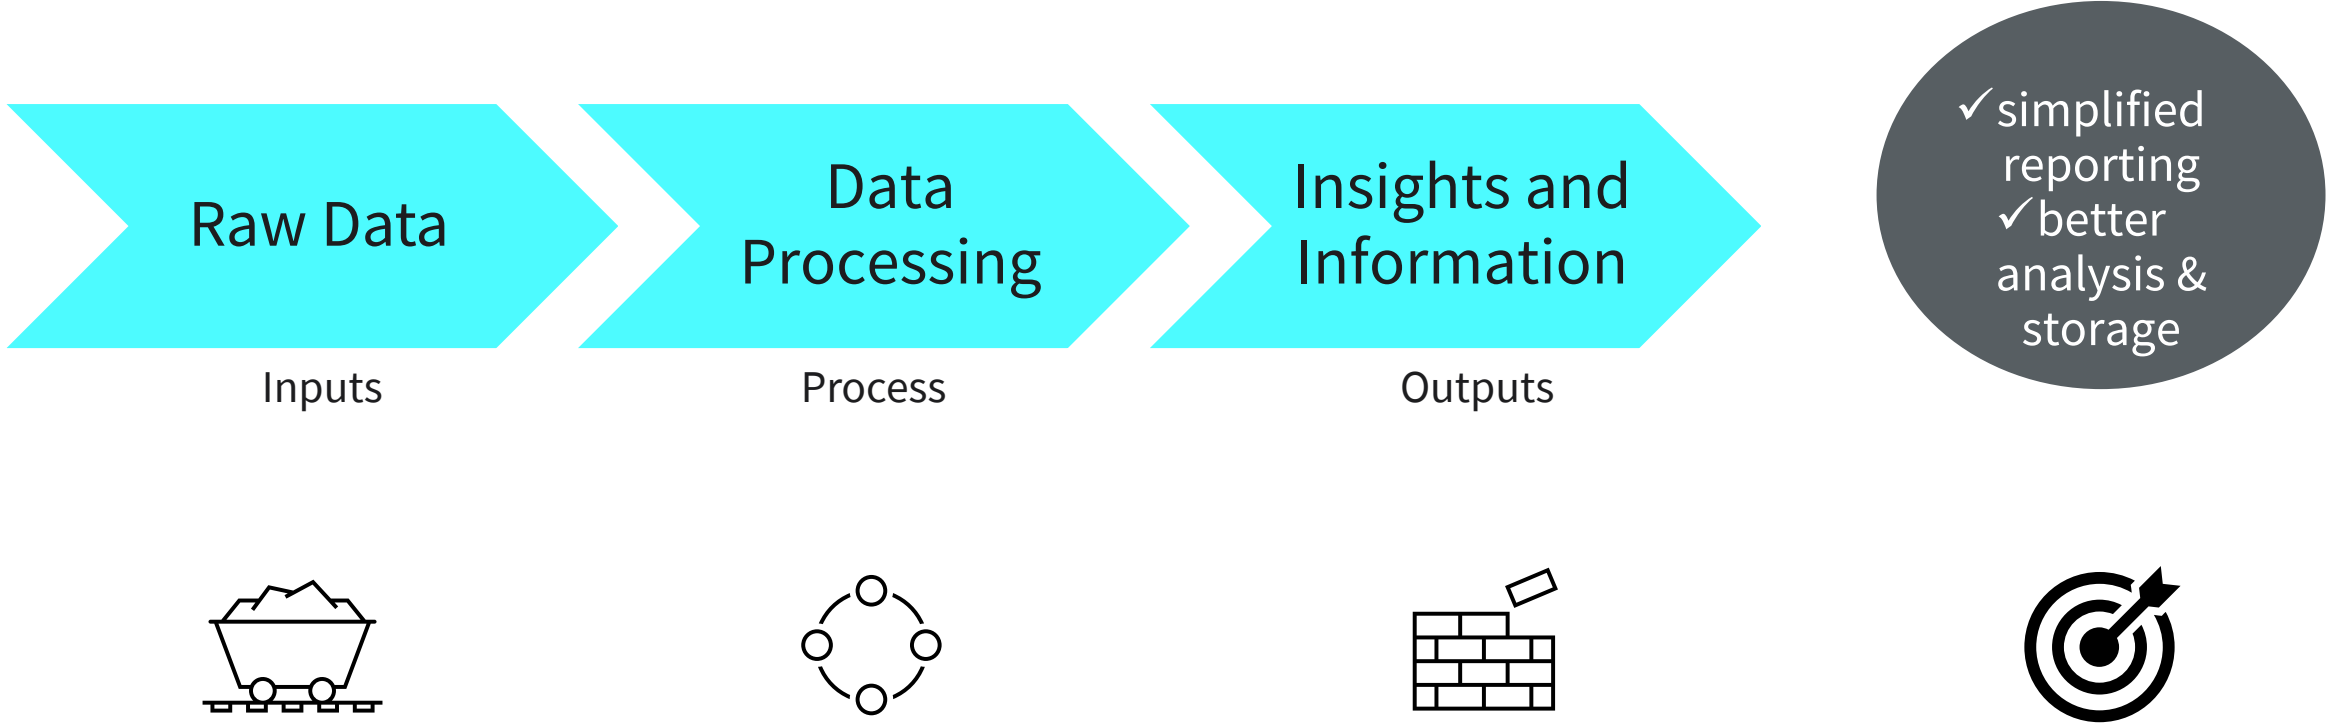 Raw Data
Data
Processing
Insights and
Information
✓simplified
reporting
✓better
analysis &
storage
Inputs
Process
Outputs